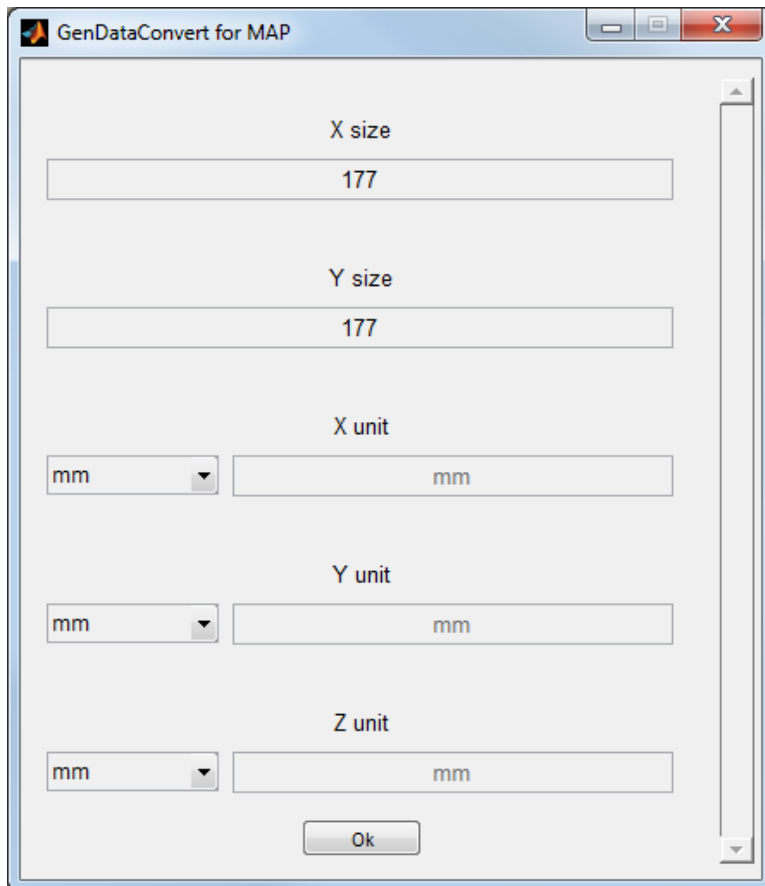 GenDataConvert for MAP
X size
177
Y size
177
X unit
mm mm
Y unit
mm mm
Z unit
mm mm
Ok